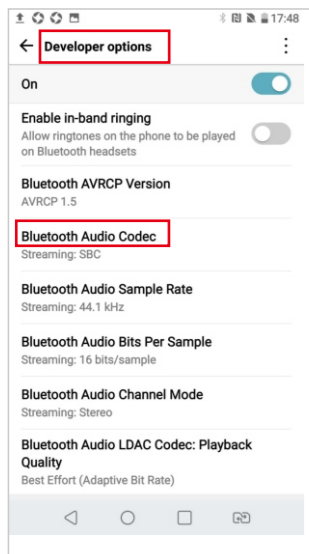 17:48
Developer options
On
Enable in-band ringing
Allow ringtones on the phone to be played
on Bluetooth headsets
Bluetooth AVRCP Version
AVRCP 1.5
Bluetooth Audio Codec
Streaming: SBC
Bluetooth Audio Sample Rate
Streaming: 44.1 kHz
Bluetooth Audio Bits Per Sample
Streaming: 16 bits/sample
Bluetooth Audio Channel Mode
Streaming: Stereo
Bluetooth Audio LDAC Codec: Playback
Quality
Best Effort (Adaptive Bit Rate)